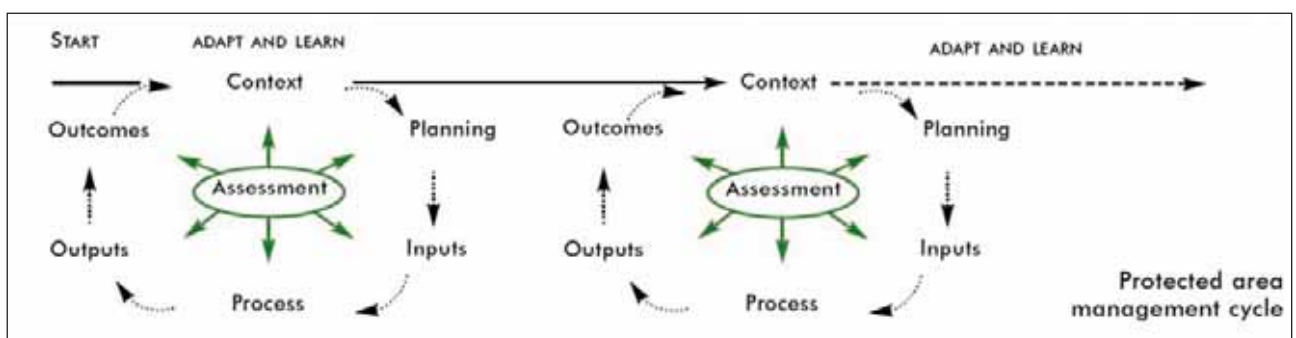 START
ADAPT AND LEARN
Context
Planning
Inputs
Process
Outputs
Outcomes
Assessment
ADAPT AND LEARN
Context
Planning
Inputs
Process
Outputs
Outcomes
Assessment
Protected area
management cycle